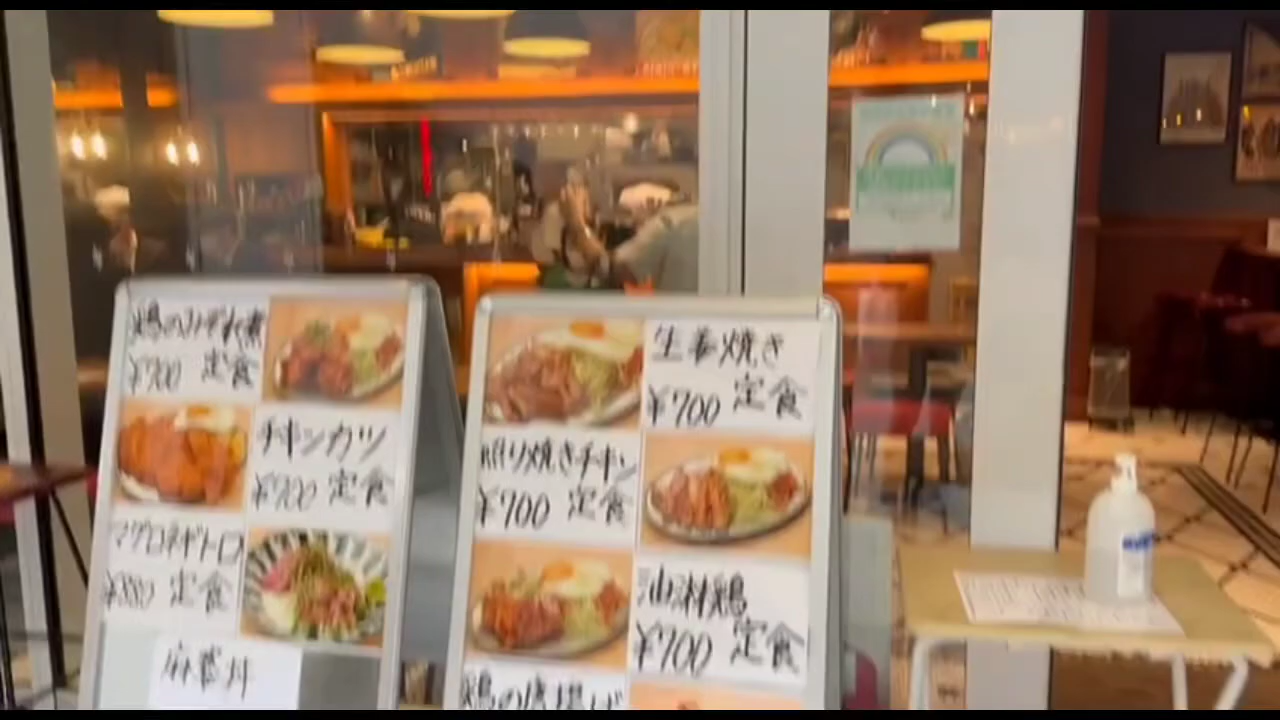 鶏のみぞれ煮
¥700 定食
チキンカツ
¥700 定食
マグロネギトロ
定食
麻婆丼
生姜焼き
¥700 定食
照り焼きチキン
¥700 定食
油淋鶏
¥700 定食
鶏の唐揚げ